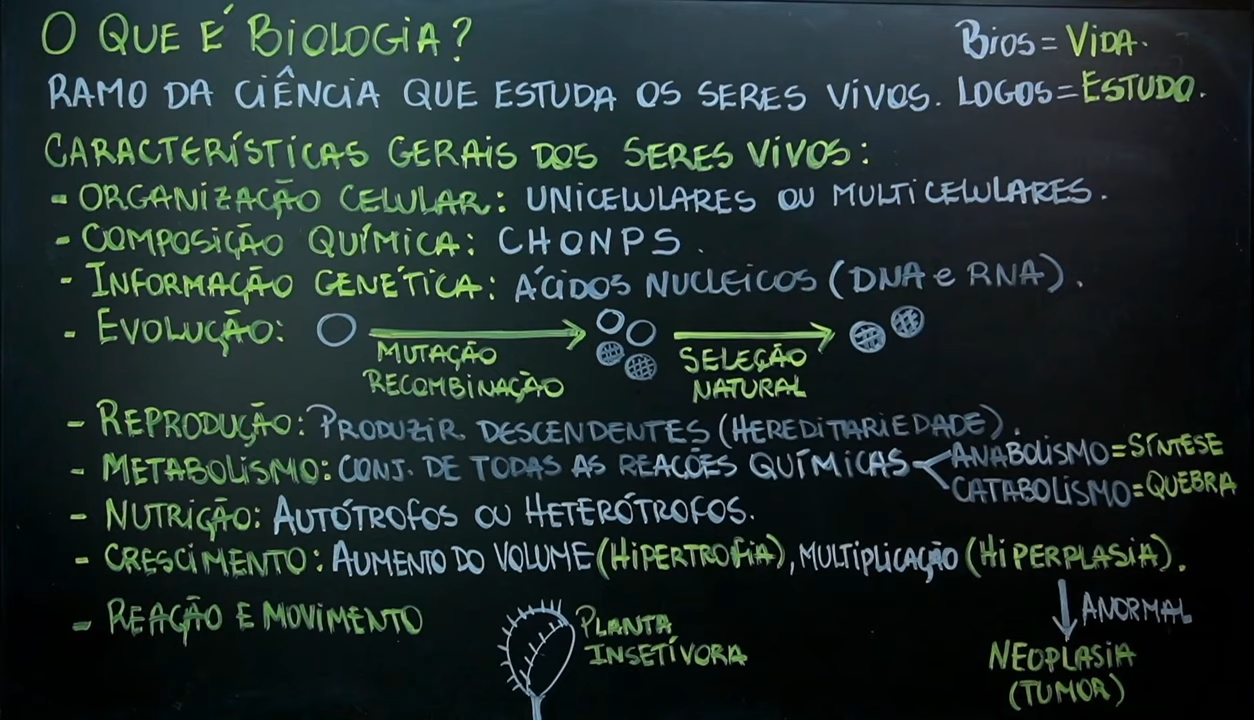 O QUE É BIOLOGIA?
BIOS = VIDA.
RAMO DA CIÊNCIA QUE ESTUDA OS SERES VIVOS.
LOGOS = ESTUDO.
CARACTERÍSTICAS GERAIS DOS SERES VIVOS:
- ORGANIZAÇÃO CELULAR: UNICELULARES OU MULTICELULARES.
- COMPOSIÇÃO QUÍMICA: CHONPS.
- INFORMAÇÃO GENÉTICA: ÁCIDOS NUCLEICOS (DNA e RNA).
- EVOLUÇÃO:
MUTAÇÃO
RECOMBINAÇÃO
SELEÇÃO
NATURAL
- REPRODUÇÃO: PRODUZIR DESCENDENTES (HEREDITARIEDADE).
- METABOLISMO: CONJ. DE TODAS AS REAÇÕES QUÍMICAS
ANABOLISMO = SÍNTESE
CATABOLISMO = QUEBRA
- NUTRIÇÃO: AUTÓTROFOS OU HETERÓTROFOS.
- CRESCIMENTO: AUMENTO DO VOLUME (HIPERTROFIA), MULTIPLICAÇÃO (HIPERPLASIA).
- REAÇÃO E MOVIMENTO
PLANTA
INSETÍVORA
ANORMAL
NEOPLASIA
(TUMOR)